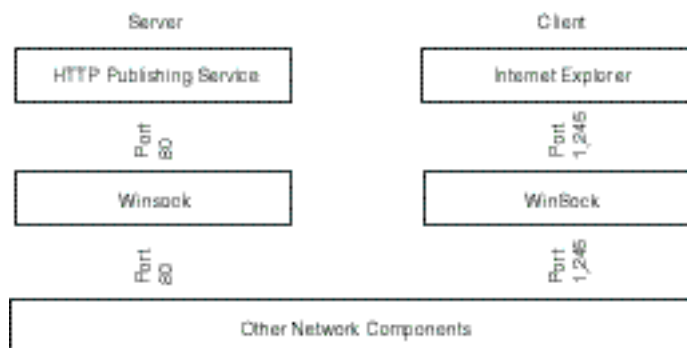 Server
Client
HTTP Publishing Service
Internet Explorer
Port
80
Port
1,245
Winsock
WinSock
Port
80
Port
1,245
Other Network Components